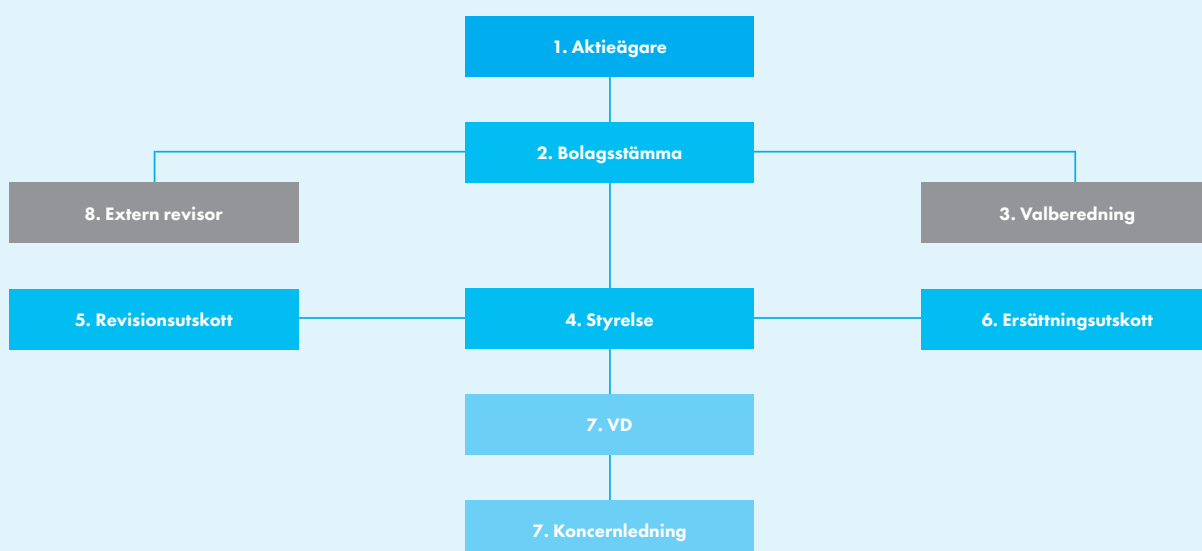 1. Aktieägare
2. Bolagsstämma
8. Extern revisor
3. Valberedning
5. Revisionsutskott
4. Styrelse
6. Ersättningsutskott
7. VD
7. Koncernledning